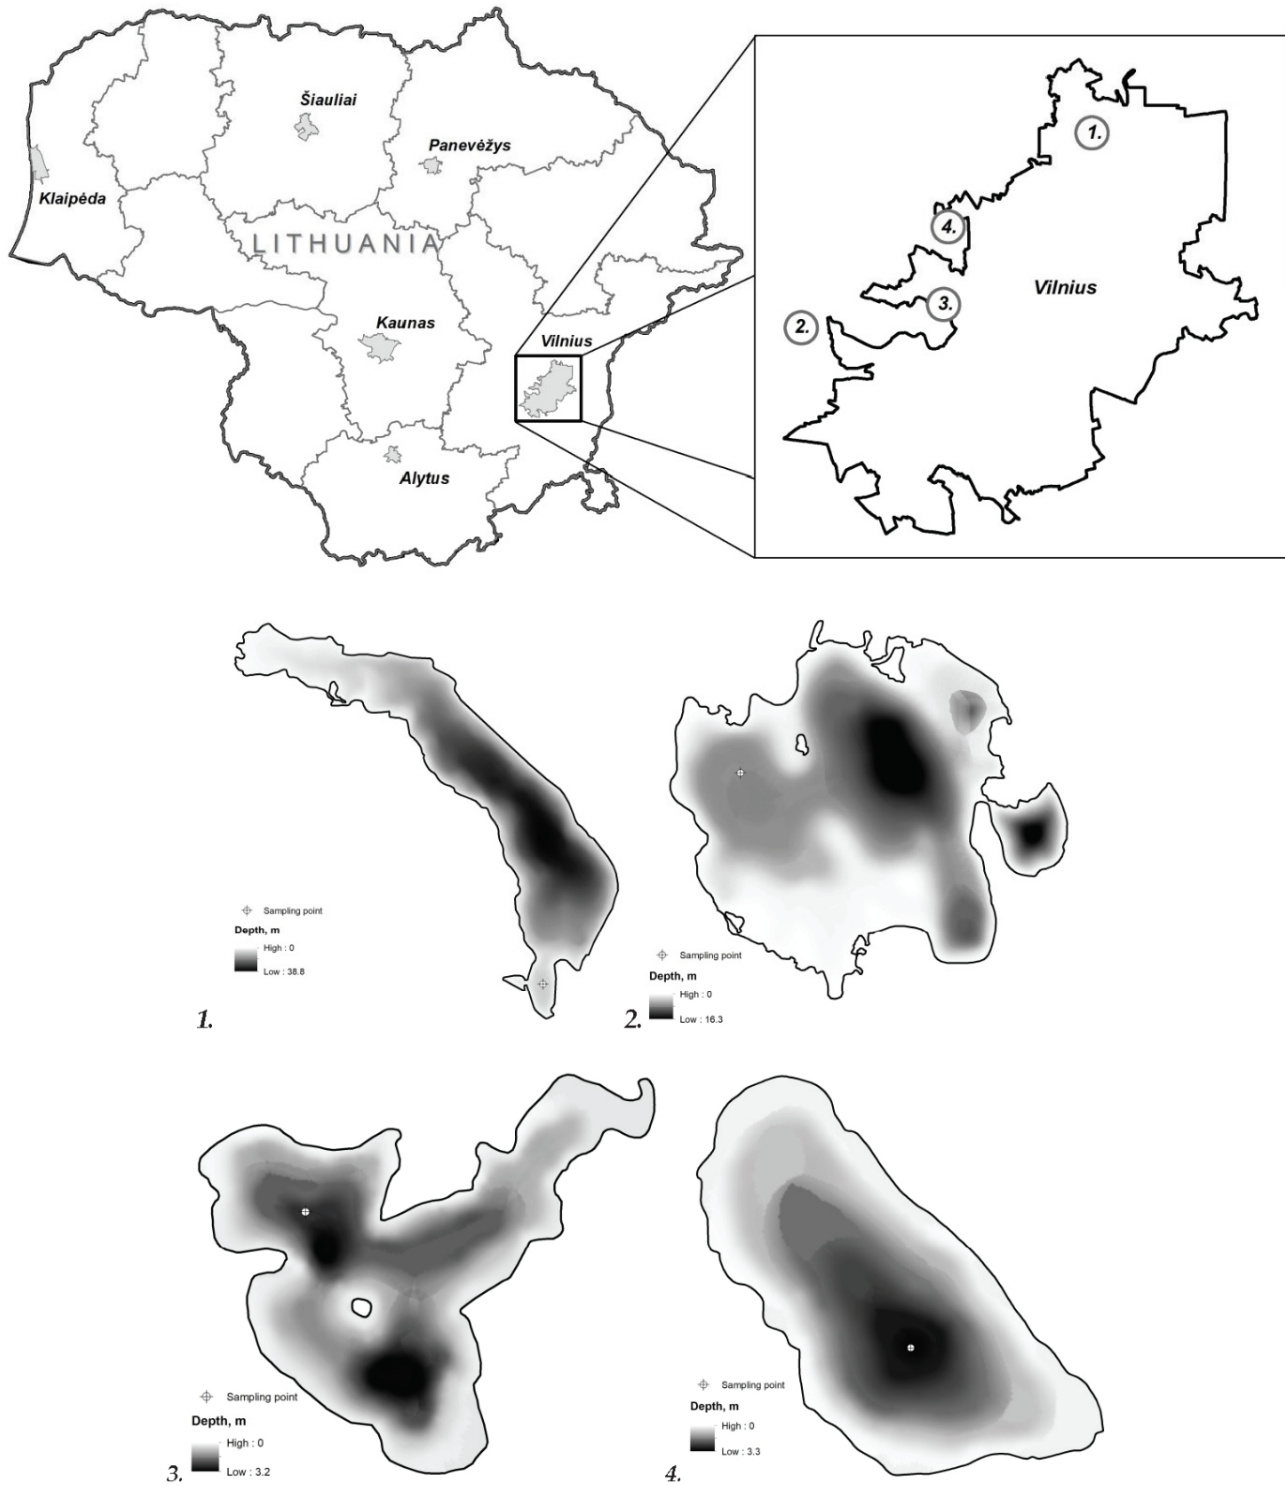 Šiauliai
Panevėžys
Klaipėda
LITHUANIA
Kaunas
Vilnius
Alytus
1.
4.
Vilnius
3.
2.
Sampling point
Depth, m
High : 0
Low : 38.8
1.
Sampling point
Depth, m
High : 0
Low : 16.3
2.
Sampling point
Depth, m
High : 0
Low : 3.2
3.
Sampling point
Depth, m
High : 0
Low : 3.3
4.